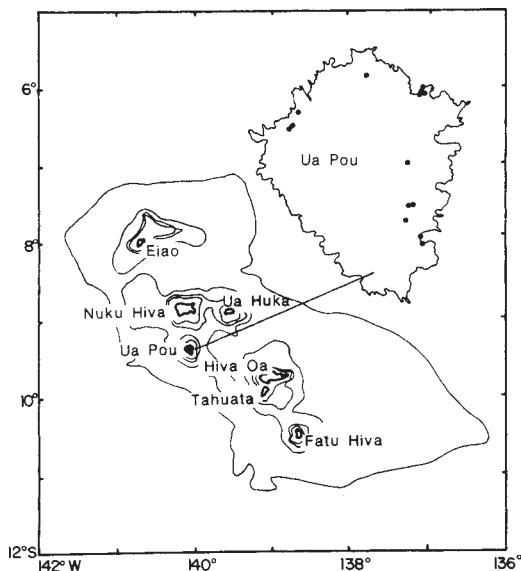 6°
Ua Pou
8°
Eiao
Nuku Hiva
Ua Huka
Ua Pou
Hiva Oa
Tahuata
10°
Fatu Hiva
12°S
142°W
140°
138°
136°